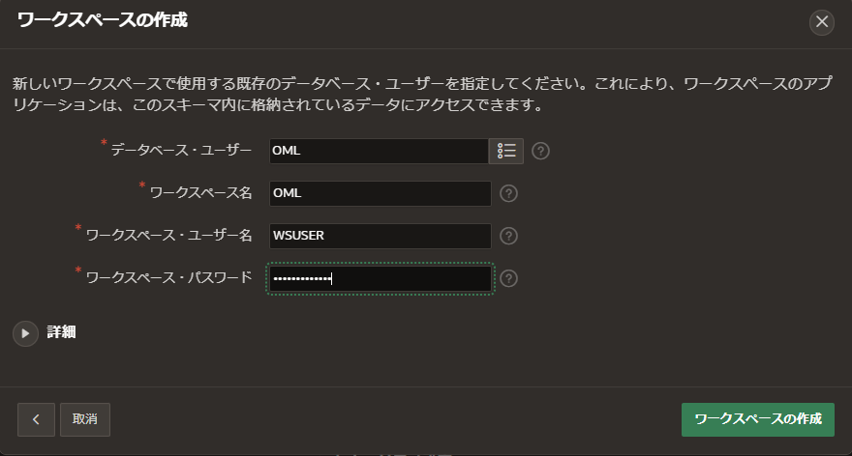 ワークスペースの作成
新しいワークスペースで使用する既存のデータベース・ユーザーを指定してください。これにより、ワークスペースのアプ
リケーションは、このスキーマ内に格納されているデータにアクセスできます。
* データベース・ユーザー OML ?
* ワークスペース名 OML ?
* ワークスペース・ユーザー名 WSUSER ?
* ワークスペース・パスワード ••••••••••••• ?
詳細
取消 ワークスペースの作成